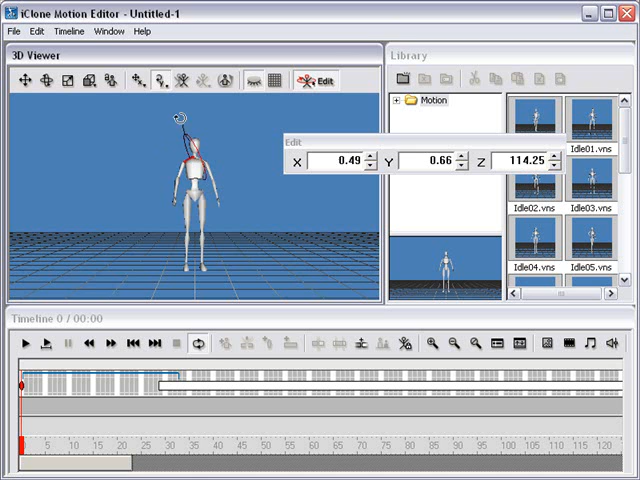 iClone Motion Editor - Untitled-1
File Edit Timeline Window Help
3D Viewer
Edit
Library
Motion
Edit
X 0.49 Y 0.66 Z 114.25
Idle01.vns
Idle02.vns Idle03.vns
Idle04.vns Idle05.vns
Timeline 0 / 00:00
5 10 15 20 25 30 35 40 45 50 55 60 65 70 75 80 85 90 95 100 105 110 115 120